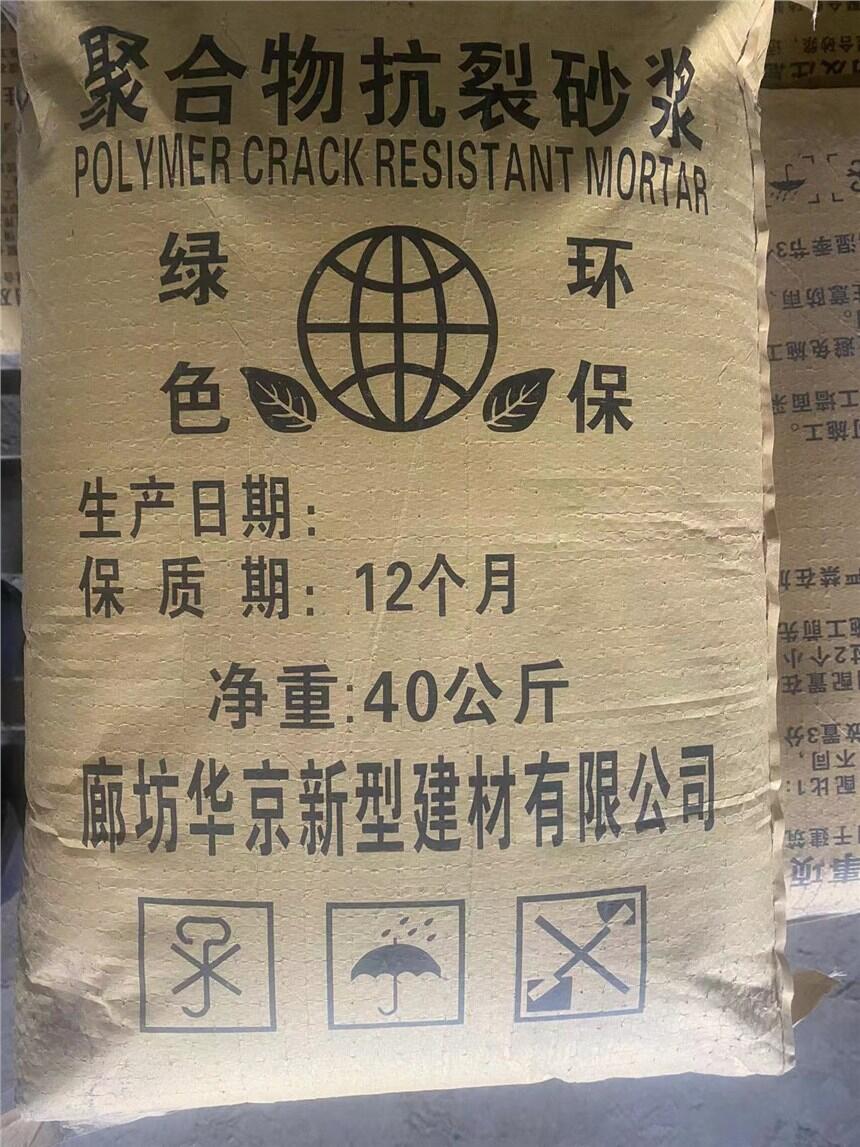 聚合物抗裂砂浆
POLYMER CRACK RESISTANT MORTAR
绿色
环保
生产日期:
保质期: 12个月
净重:40公斤
廊坊华京新型建材有限公司